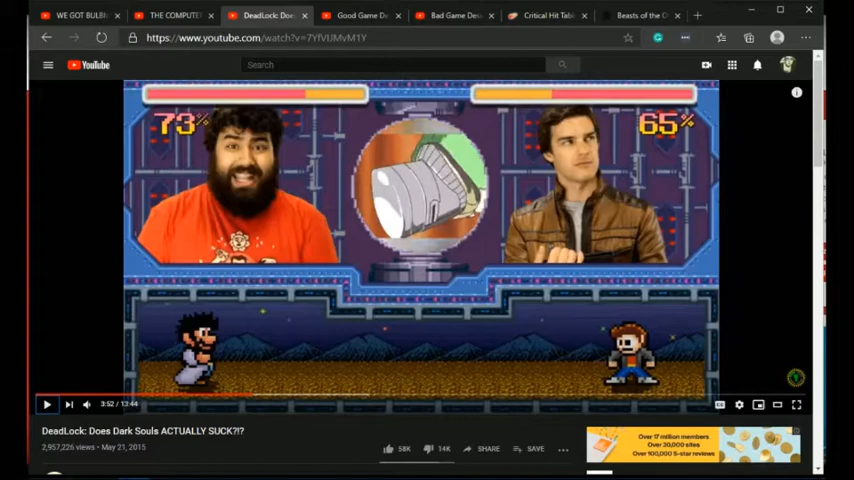 WE GOT BULBN
THE COMPUTER
DeadLock: Doe
Good Game De
Bad Game Des
Critical Hit Tab
Beasts of the
https://www.youtube.com/watch?v=
YouTube
Search
73%
65%
3:52 / 13:44
DeadLock: Does Dark Souls ACTUALLY SUCK?!?
2,957,226 views • May 21, 2015
58K
14K
SHARE
SAVE
Over 17 million members
Over 30,000 sites
Over 100,000 5-star reviews